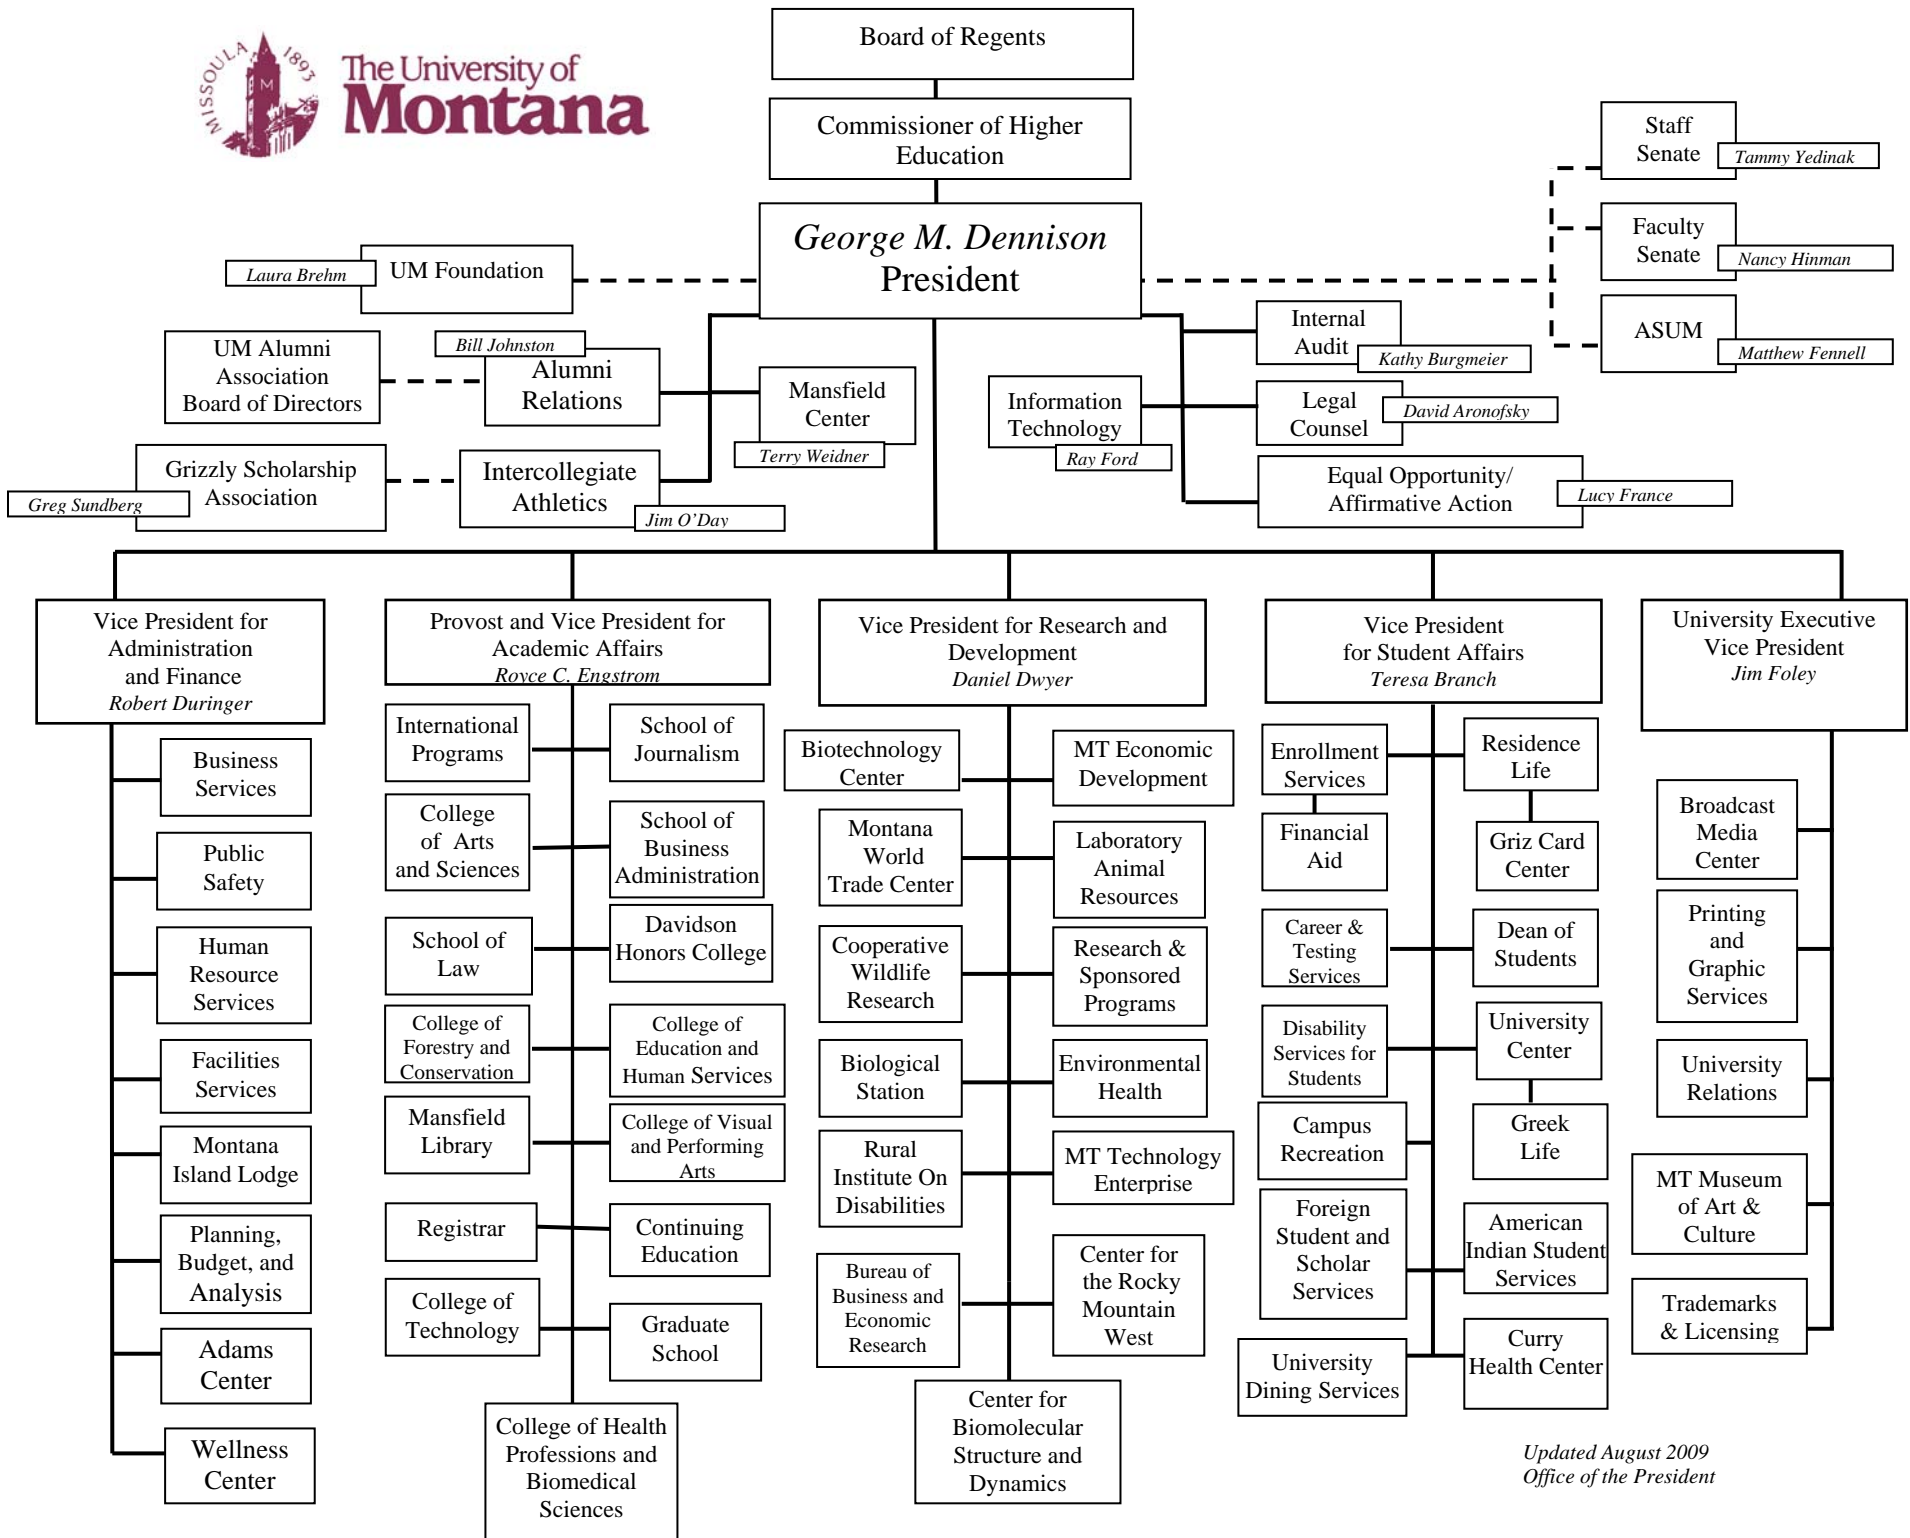 MISSOULA 1893
M
The University of
Montana
Board of Regents
Commissioner of Higher
Education
George M. Dennison
President
Staff
Senate
Tammy Yedinak
Faculty
Senate
Nancy Hinman
ASUM
Matthew Fennell
Laura Brehm
UM Foundation
UM Alumni
Association
Board of Directors
Bill Johnston
Alumni
Relations
Mansfield
Center
Terry Weidner
Grizzly Scholarship
Association
Greg Sundberg
Intercollegiate
Athletics
Jim O’Day
Internal
Audit
Kathy Burgmeier
Information
Technology
Ray Ford
Legal
Counsel
David Aronofsky
Equal Opportunity/
Affirmative Action
Lucy France
Vice President for
Administration
and Finance
Robert Duringer
Business
Services
Public
Safety
Human
Resource
Services
Facilities
Services
Montana
Island Lodge
Planning,
Budget, and
Analysis
Adams
Center
Wellness
Center
Provost and Vice President for
Academic Affairs
Royce C. Engstrom
International
Programs
School of
Journalism
College
of Arts
and Sciences
School of
Business
Administration
School of
Law
Davidson
Honors College
College of
Forestry and
Conservation
College of
Education and
Human Services
Mansfield
Library
College of Visual
and Performing
Arts
Registrar
Continuing
Education
College of
Technology
Graduate
School
College of Health
Professions and
Biomedical
Sciences
Vice President for Research and
Development
Daniel Dwyer
Biotechnology
Center
MT Economic
Development
Montana
World
Trade Center
Laboratory
Animal
Resources
Cooperative
Wildlife
Research
Research &
Sponsored
Programs
Biological
Station
Environmental
Health
Rural
Institute On
Disabilities
MT Technology
Enterprise
Bureau of
Business and
Economic
Research
Center for
the Rocky
Mountain
West
Center for
Biomolecular
Structure and
Dynamics
Vice President
for Student Affairs
Teresa Branch
Enrollment
Services
Residence
Life
Financial
Aid
Griz Card
Center
Career &
Testing
Services
Dean of
Students
Disability
Services for
Students
University
Center
Campus
Recreation
Greek
Life
Foreign
Student and
Scholar
Services
American
Indian Student
Services
University
Dining Services
Curry
Health Center
University Executive
Vice President
Jim Foley
Broadcast
Media
Center
Printing
and
Graphic
Services
University
Relations
MT Museum
of Art &
Culture
Trademarks
& Licensing
Updated August 2009
Office of the President